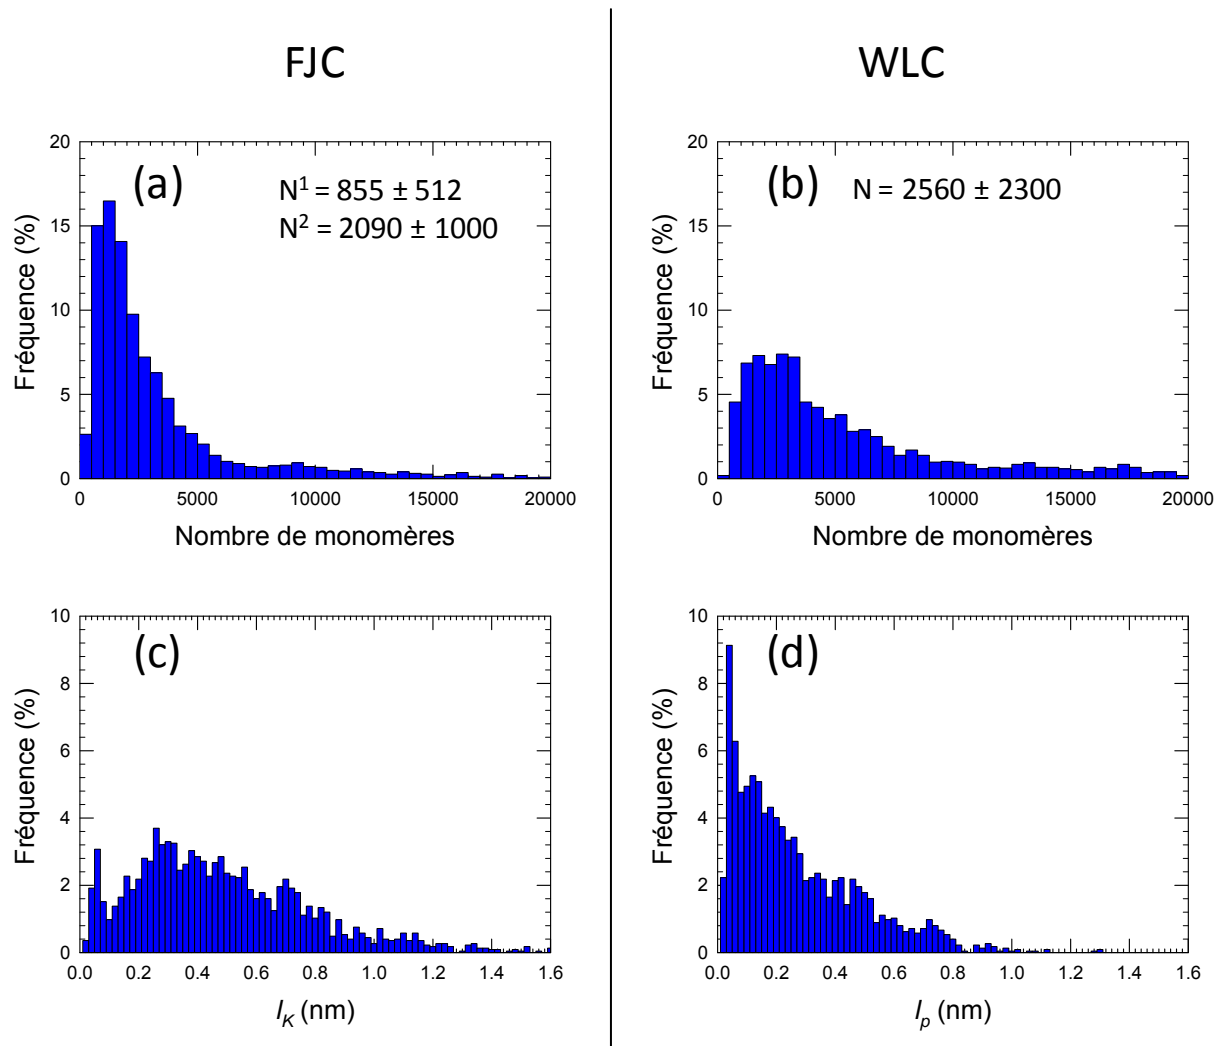 FJC
WLC
(a)
N¹ = 855 ± 512
N² = 2090 ± 1000
Fréquence (%)
20
15
10
5
0
0 5000 10000 15000 20000
Nombre de monomères
(b)
N = 2560 ± 2300
Fréquence (%)
20
15
10
5
0
0 5000 10000 15000 20000
Nombre de monomères
(c)
Fréquence (%)
10
8
6
4
2
0
0.0 0.2 0.4 0.6 0.8 1.0 1.2 1.4 1.6
l_K (nm)
(d)
Fréquence (%)
10
8
6
4
2
0
0.0 0.2 0.4 0.6 0.8 1.0 1.2 1.4 1.6
l_p (nm)